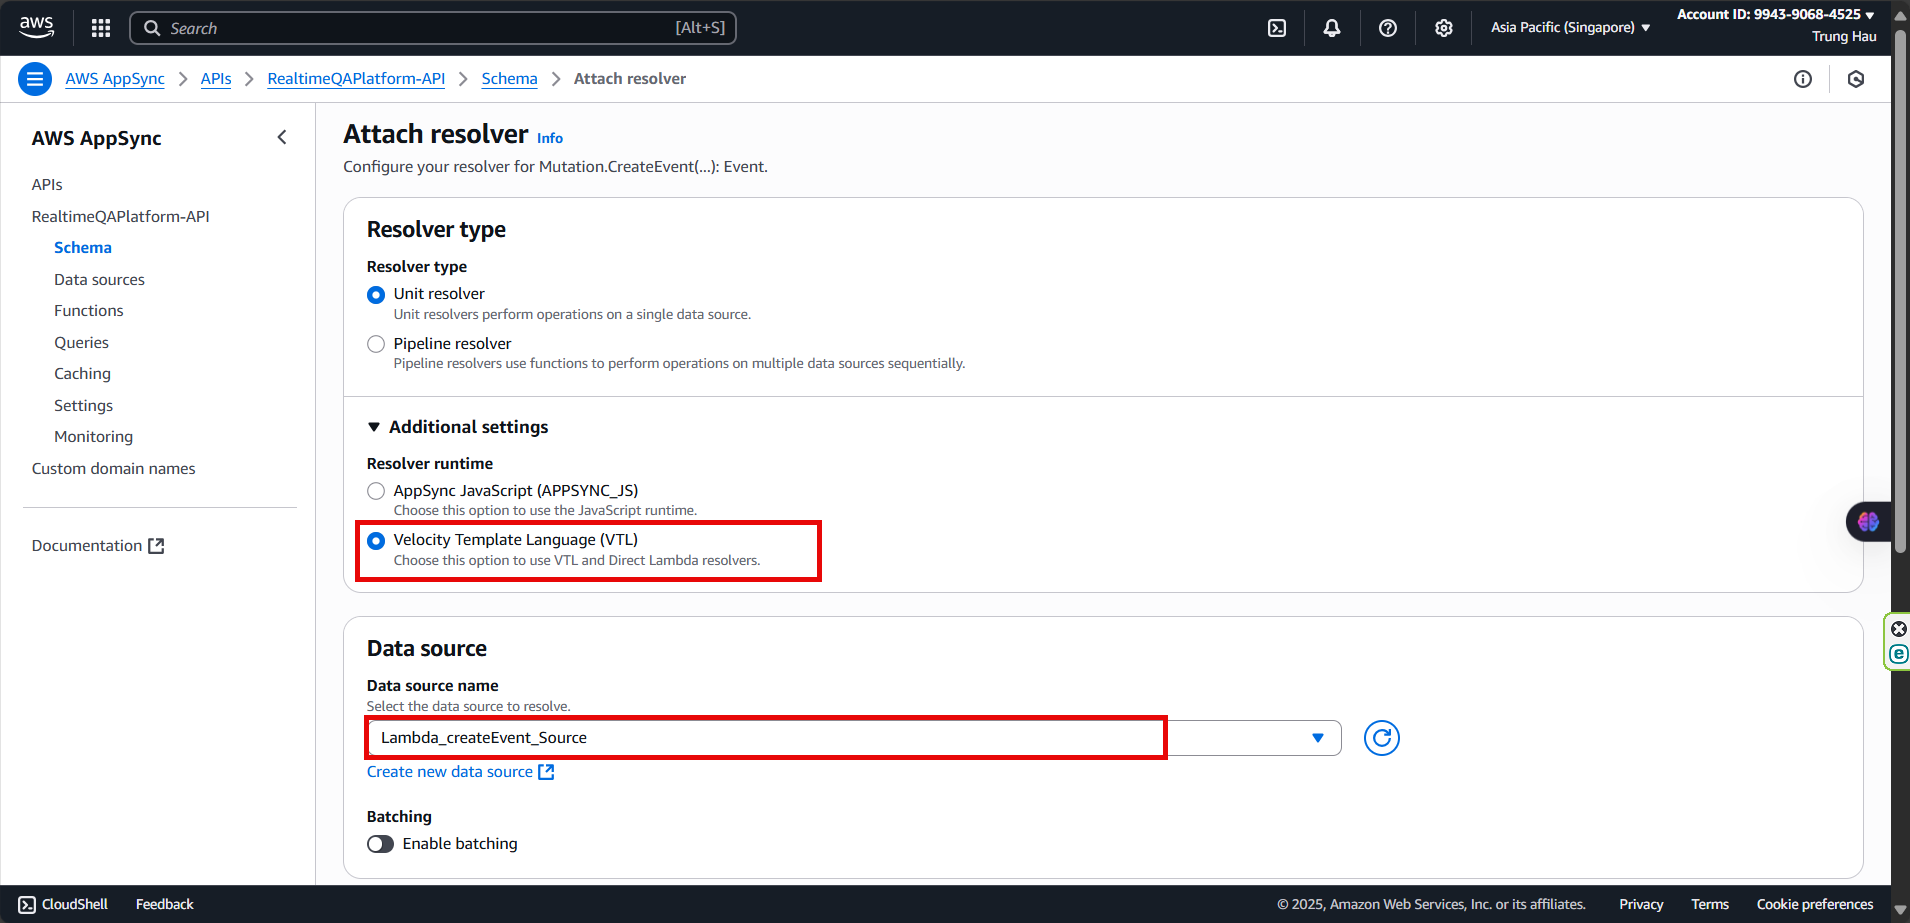 aws
Search [Alt+S]
Asia Pacific (Singapore)
Account ID: 9943-9068-4525
Trung Hau
AWS AppSync > APIs > RealtimeQAPlatform-API > Schema > Attach resolver
AWS AppSync
APIs
RealtimeQAPlatform-API
Schema
Data sources
Functions
Queries
Caching
Settings
Monitoring
Custom domain names
Documentation
Attach resolver Info
Configure your resolver for Mutation.CreateEvent(...): Event.
Resolver type
Resolver type
Unit resolver
Unit resolvers perform operations on a single data source.
Pipeline resolver
Pipeline resolvers use functions to perform operations on multiple data sources sequentially.
Additional settings
Resolver runtime
AppSync JavaScript (APPSYNC_JS)
Choose this option to use the JavaScript runtime.
Velocity Template Language (VTL)
Choose this option to use VTL and Direct Lambda resolvers.
Data source
Data source name
Select the data source to resolve.
Lambda_createEvent_Source
Create new data source
Batching
Enable batching
CloudShell Feedback © 2025, Amazon Web Services, Inc. or its affiliates. Privacy Terms Cookie preferences